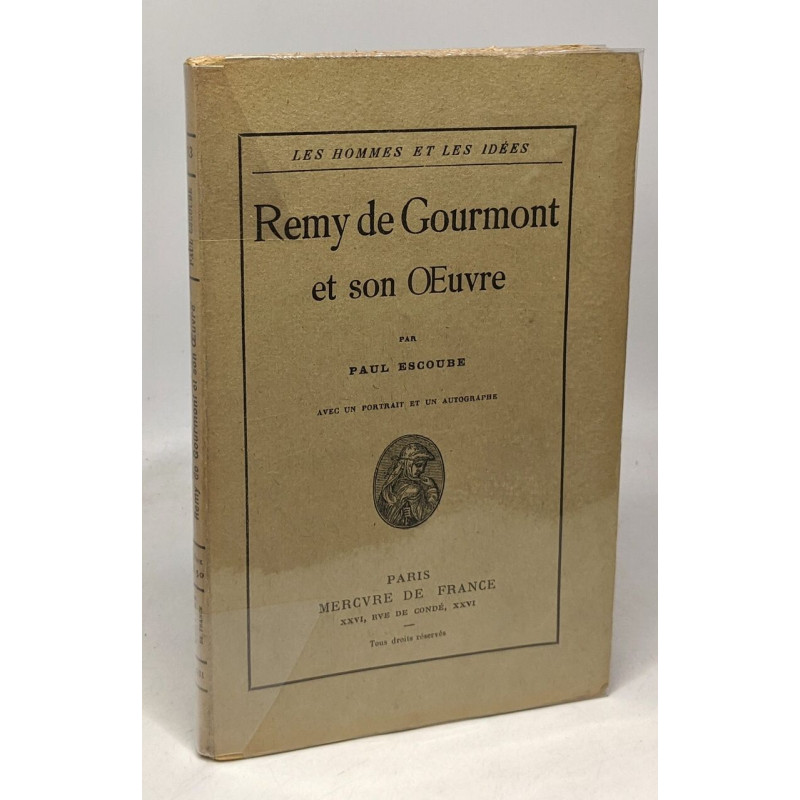 LES HOMMES ET LES IDÉES
Remy de Gourmont
et son Œuvre
PAR
PAUL ESCOUBE
AVEC UN PORTRAIT ET UN AUTOGRAPHE
PARIS
MERCVRE DE FRANCE
XXVI, RVE DE CONDÉ, XXVI
Tous droits réservés
PAUL ESCOUBE
Remy de Gourmont et son Œuvre